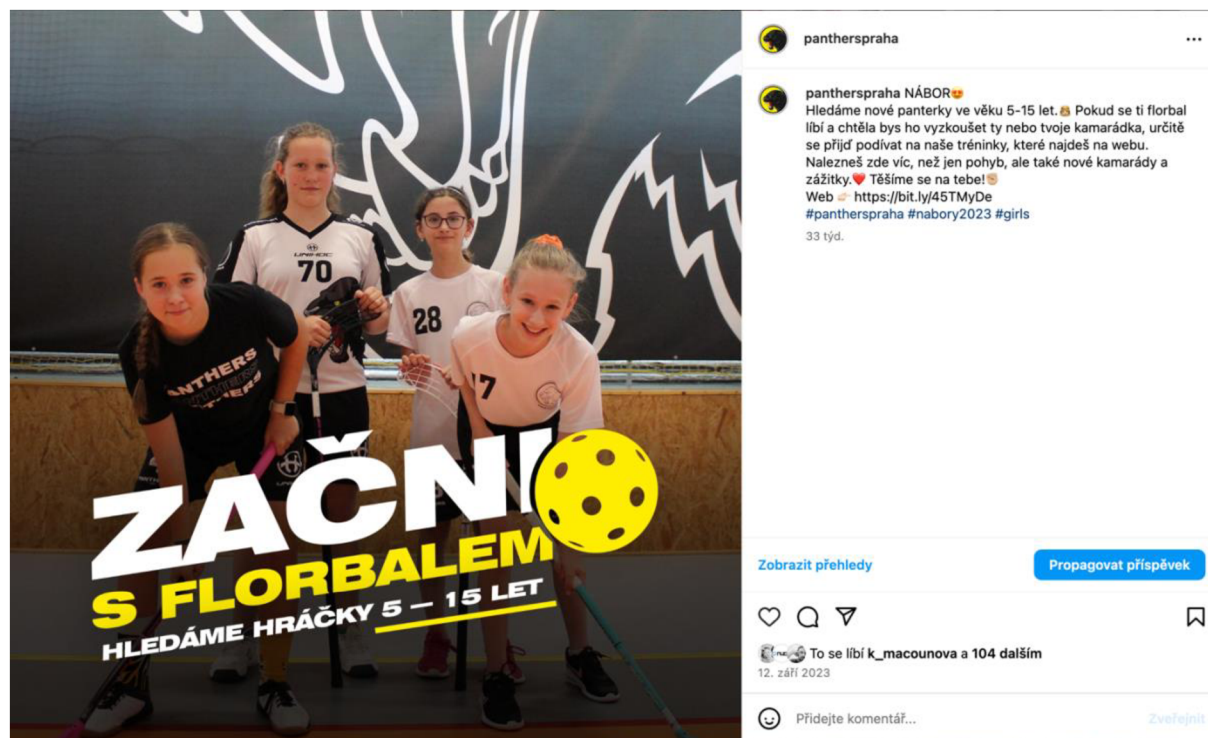 UNIHOC
70
28
17
PANTHERS
PANTHERS
PANTHERS
UNIHOC
ZAČNI
S FLORBALEM
HLEDÁME HRÁČKY 5 – 15 LET
pantherspraha
pantherspraha NÁBOR😍
Hledáme nové panterky ve věku 5-15 let.👧🏼 Pokud se ti florbal
líbí a chtěla bys ho vyzkoušet ty nebo tvoje kamarádka, určitě
se přijď podívat na naše tréninky, které najdeš na webu.
Nalezneš zde víc, než jen pohyb, ale také nové kamarády a
zážitky.❤️ Těšíme se na tebe!✊🏼
Web 👉🏻 https://bit.ly/45TMyDe
#pantherspraha #nabory2023 #girls
33 týd.
Zobrazit přehledy
Propagovat příspěvek
To se líbí k_macounova a 104 dalším
12. září 2023
Přidejte komentář...
Zveřejnit